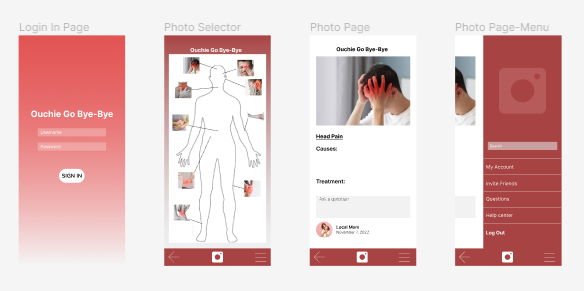 Login In Page
Ouchie Go Bye-Bye
Username
Password
SIGN IN
Photo Selector
Ouchie Go Bye-Bye
Photo Page
Ouchie Go Bye-Bye
Head Pain
Causes:
Treatment:
Ask a question
Local Mom
November 7, 2022
Photo Page-Menu
Search
My Account
Invite Friends
Questions
Help center
Log Out